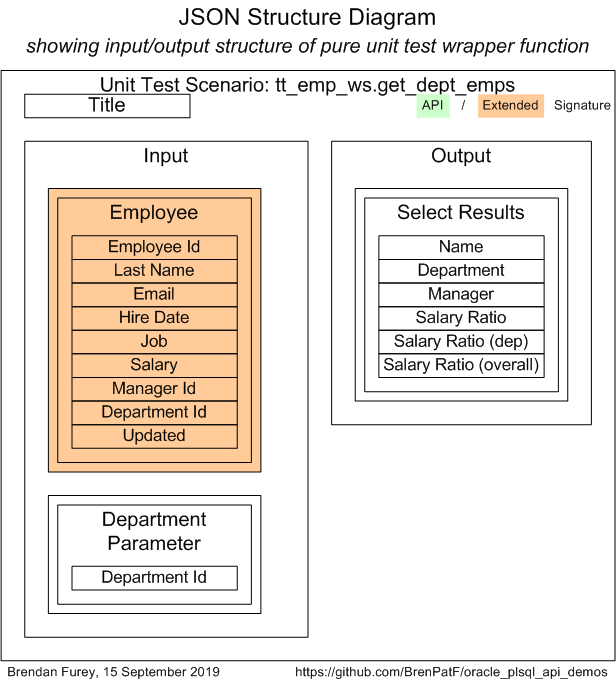 JSON Structure Diagram
showing input/output structure of pure unit test wrapper function
Unit Test Scenario: tt_emp_ws.get_dept_emps
Title
API / Extended Signature
Input
Employee
Employee Id
Last Name
Email
Hire Date
Job
Salary
Manager Id
Department Id
Updated
Department
Parameter
Department Id
Output
Select Results
Name
Department
Manager
Salary Ratio
Salary Ratio (dep)
Salary Ratio (overall)
Brendan Furey, 15 September 2019
https://github.com/BrenPatF/oracle_plsql_api_demos